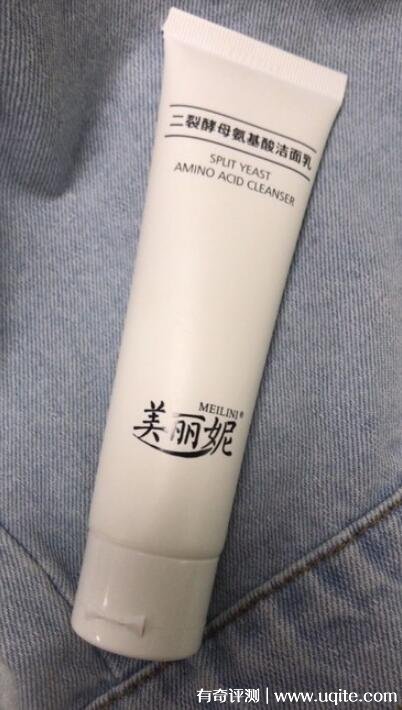 二裂酵母氨基酸洁面乳
SPLIT YEAST
AMINO ACID CLEANSER
MEILINI®
美丽妮
有奇评测 | www.uqite.com